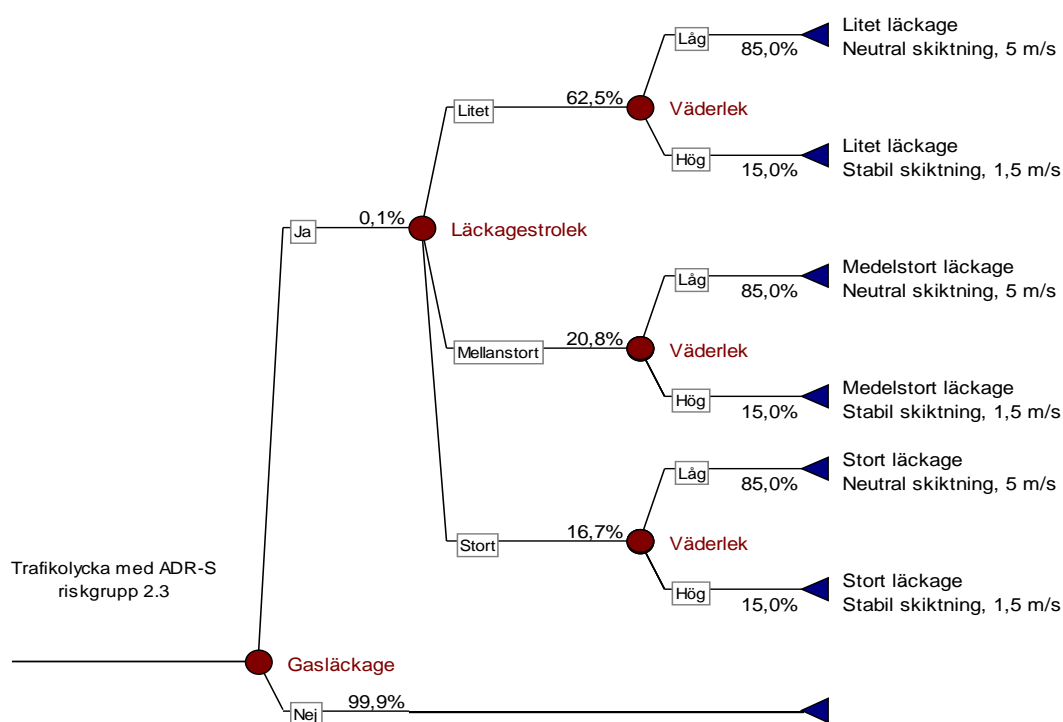 Litet läckage
Låg
85,0%
Neutral skiktning, 5 m/s
Litet
62,5%
Väderlek
Litet läckage
Hög
15,0%
Stabil skiktning, 1,5 m/s
Ja
0,1%
Läckagestrolek
Medelstort läckage
Låg
85,0%
Neutral skiktning, 5 m/s
Mellanstort
20,8%
Väderlek
Medelstort läckage
Hög
15,0%
Stabil skiktning, 1,5 m/s
Stort läckage
Låg
85,0%
Neutral skiktning, 5 m/s
Stort
16,7%
Väderlek
Stort läckage
Hög
15,0%
Stabil skiktning, 1,5 m/s
Trafikolycka med ADR-S
riskgrupp 2.3
Gasläckage
Nej
99,9%